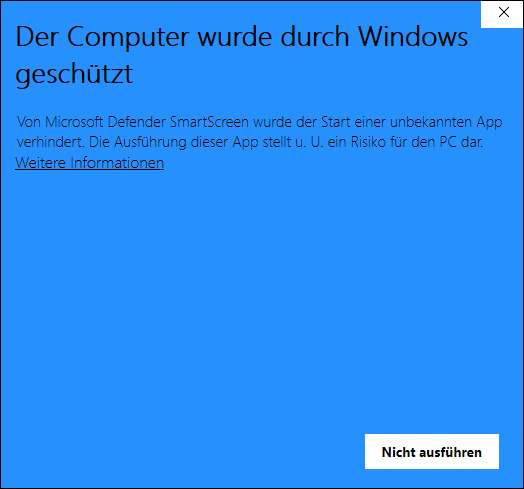 Der Computer wurde durch Windows
geschützt
Von Microsoft Defender SmartScreen wurde der Start einer unbekannten App
verhindert. Die Ausführung dieser App stellt u. U. ein Risiko für den PC dar.
Weitere Informationen
Nicht ausführen